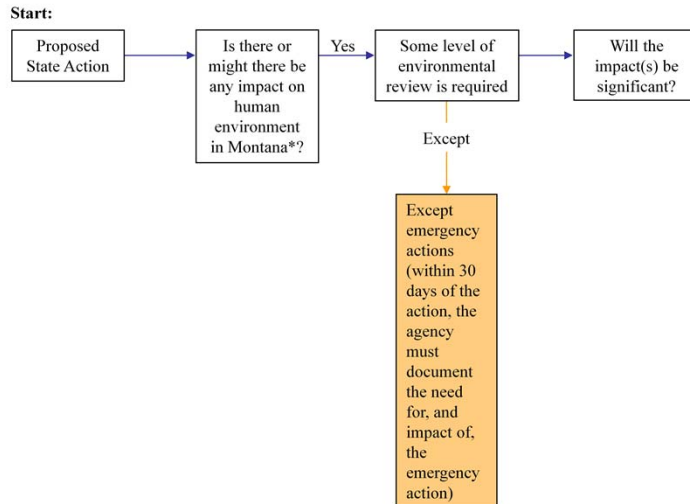 Start:
Proposed
State Action
Is there or
might there be
any impact on
human
environment
in Montana*?
Yes
Some level of
environmental
review is required
Will the
impact(s) be
significant?
Except
Except
emergency
actions
(within 30
days of the
action, the
agency
must
document
the need
for, and
impact of,
the
emergency
action)